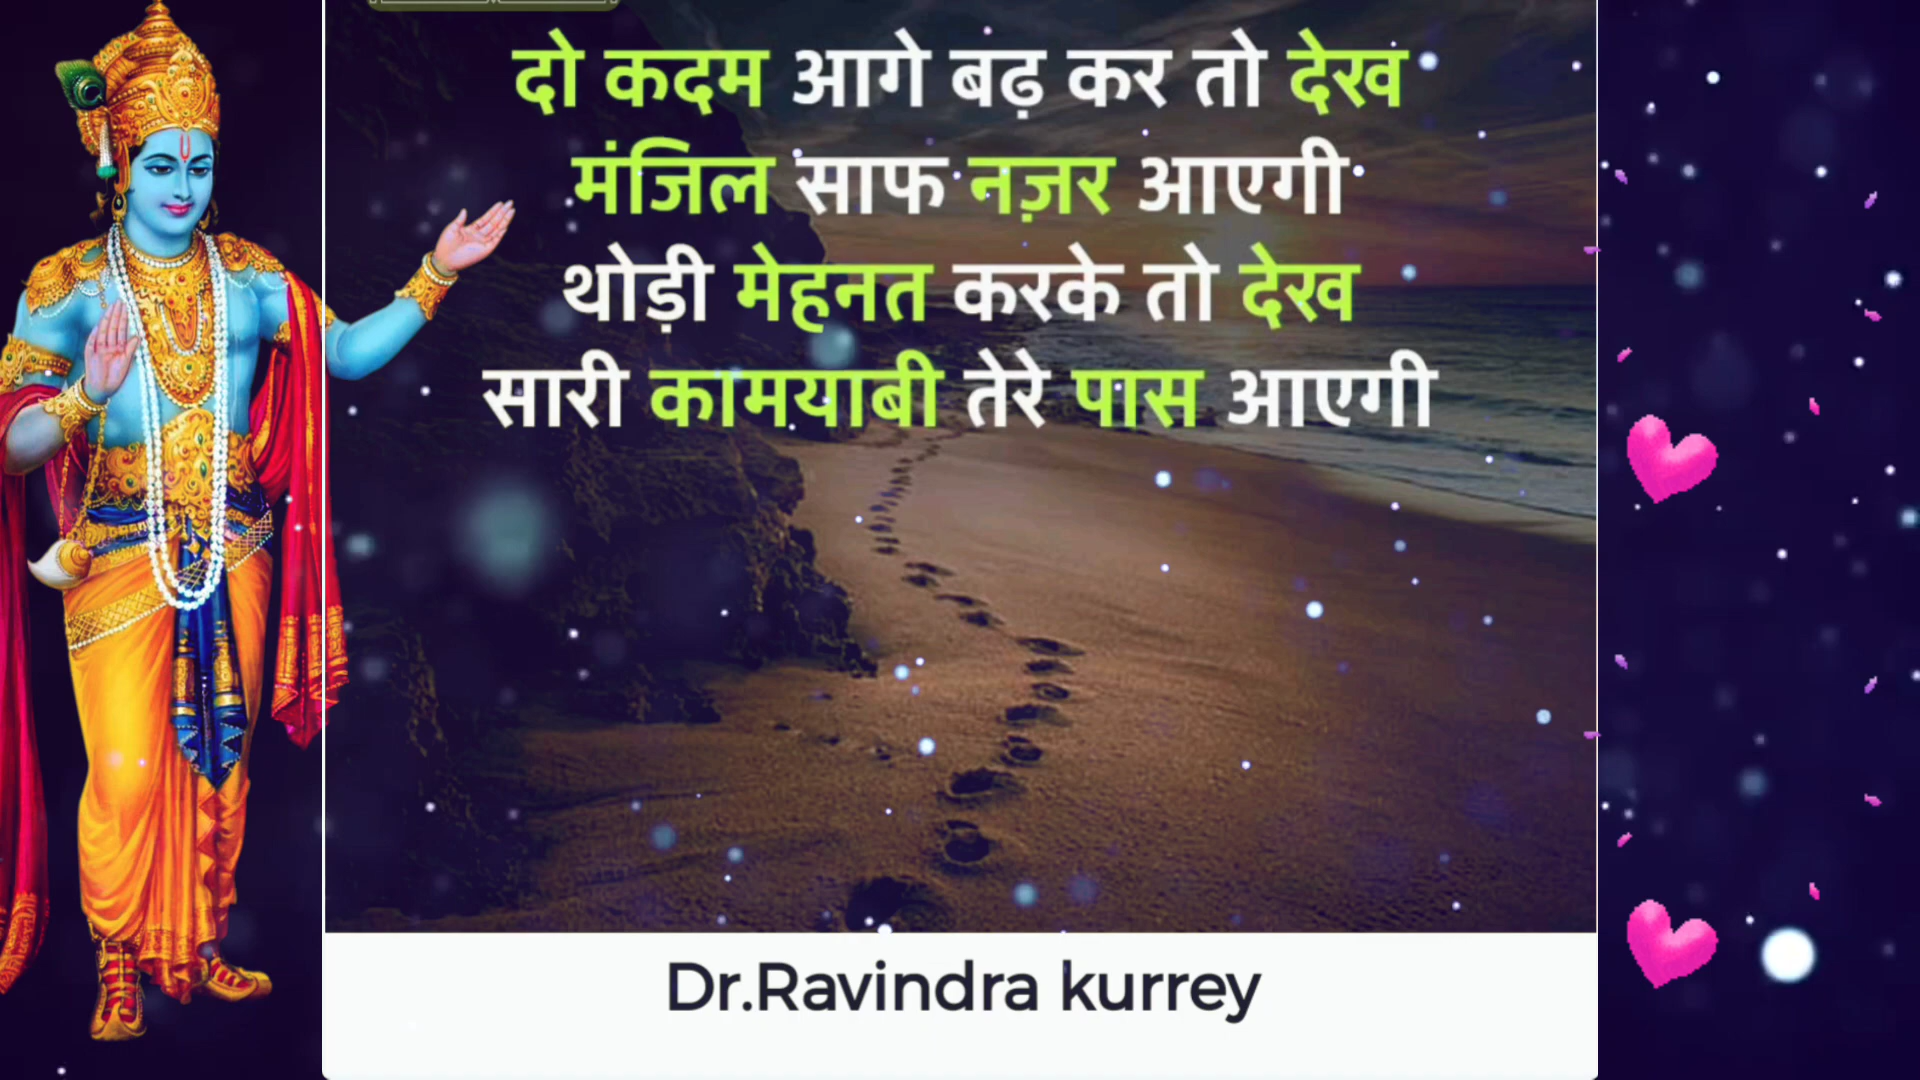 दो कदम आगे बढ़ कर तो देख
मंजिल साफ नज़र आएगी
थोड़ी मेहनत करके तो देख
सारी कामयाबी तेरे पास आएगी
Dr.Ravindra kurrey